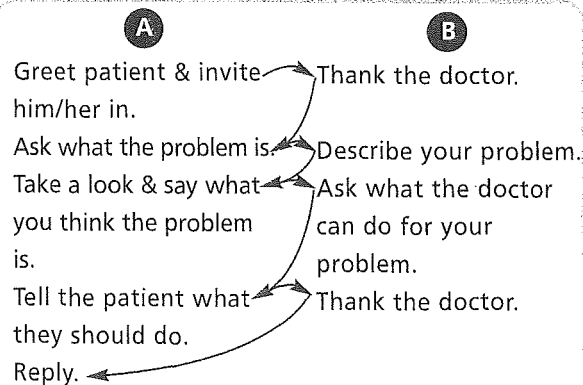 A
Greet patient & invite
him/her in.
Ask what the problem is.
Take a look & say what
you think the problem
is.
Tell the patient what
they should do.
Reply.
B
Thank the doctor.
Describe your problem.
Ask what the doctor
can do for your
problem.
Thank the doctor.